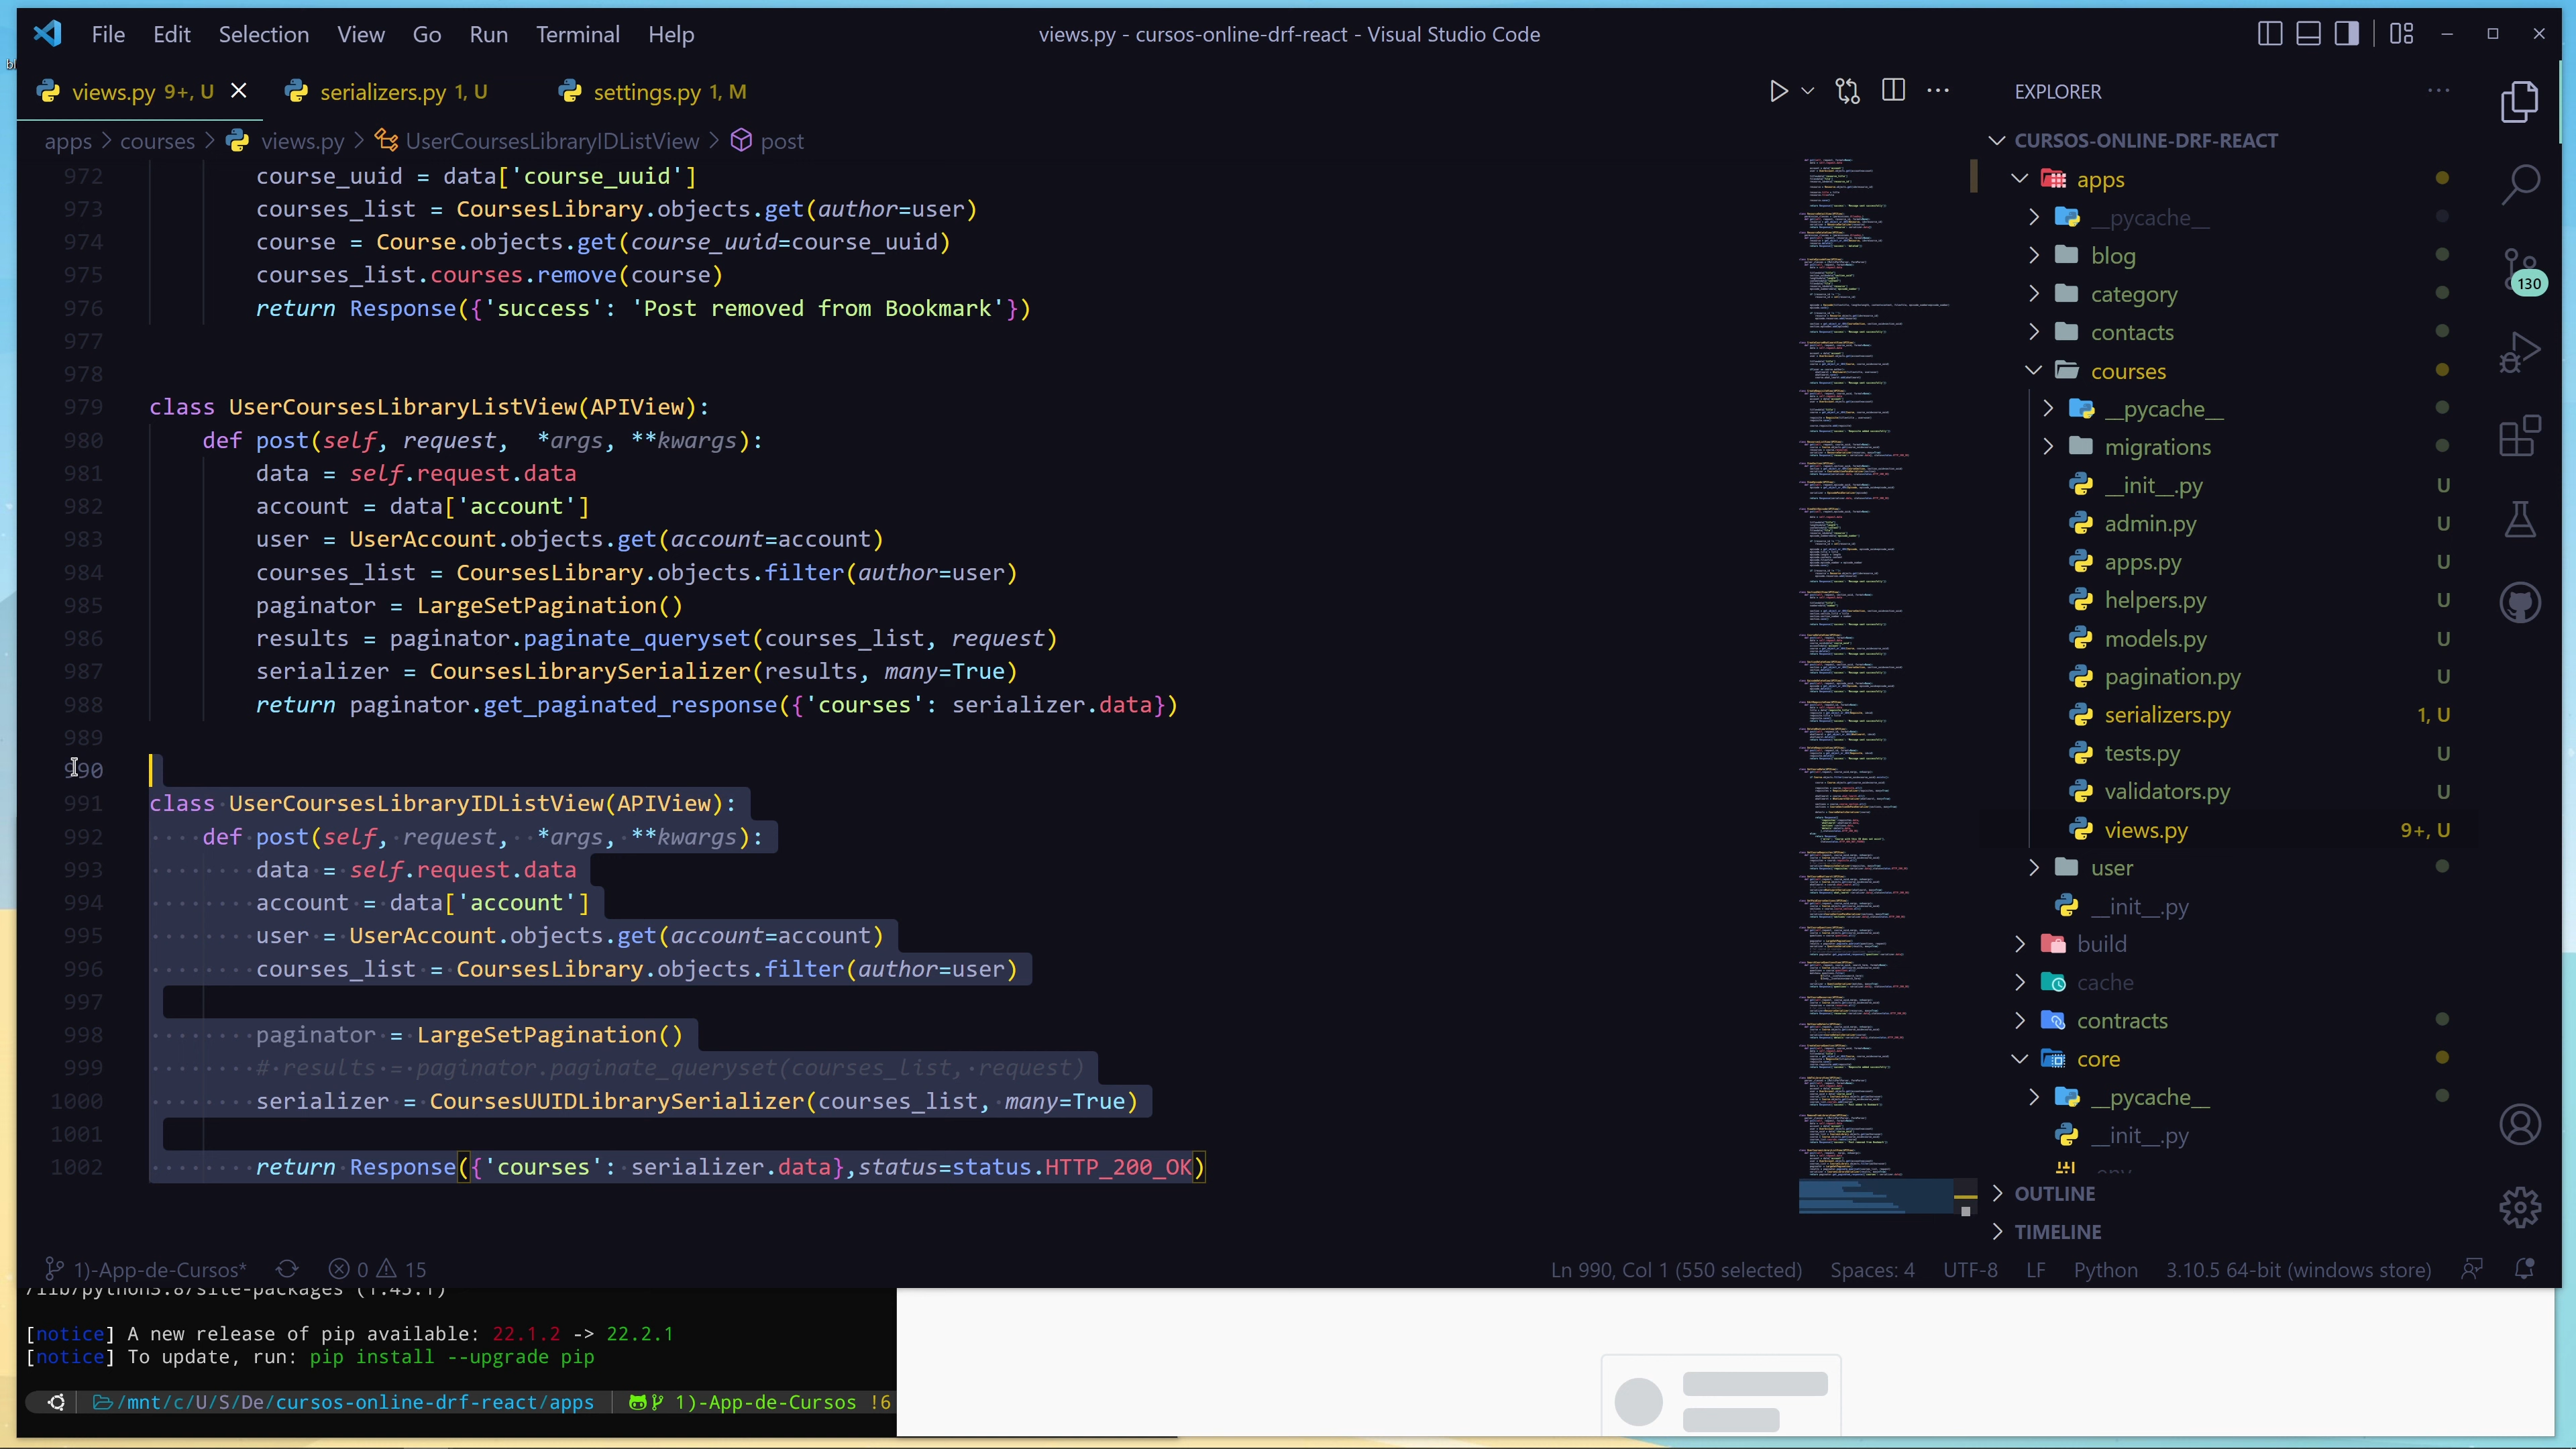 File Edit Selection View Go Run Terminal Help
views.py - cursos-online-drf-react - Visual Studio Code
views.py 9+, U
serializers.py 1, U
settings.py 1, M
apps > courses > views.py > UserCoursesLibraryIDListView > post
972 course_uuid = data['course_uuid']
973 courses_list = CoursesLibrary.objects.get(author=user)
974 course = Course.objects.get(course_uuid=course_uuid)
975 courses_list.courses.remove(course)
976 return Response({'success': 'Post removed from Bookmark'})
977
978
979 class UserCoursesLibraryListView(APIView):
980 def post(self, request,  *args, **kwargs):
981 data = self.request.data
982 account = data['account']
983 user = UserAccount.objects.get(account=account)
984 courses_list = CoursesLibrary.objects.filter(author=user)
985 paginator = LargeSetPagination()
986 results = paginator.paginate_queryset(courses_list, request)
987 serializer = CoursesLibrarySerializer(results, many=True)
988 return paginator.get_paginated_response({'courses': serializer.data})
989
990
991 class UserCoursesLibraryIDListView(APIView):
992 def post(self, request,  *args, **kwargs):
993 data = self.request.data
994 account = data['account']
995 user = UserAccount.objects.get(account=account)
996 courses_list = CoursesLibrary.objects.filter(author=user)
997
998 paginator = LargeSetPagination()
999 # results = paginator.paginate_queryset(courses_list, request)
1000 serializer = CoursesUUIDLibrarySerializer(courses_list, many=True)
1001
1002 return Response({'courses': serializer.data},status=status.HTTP_200_OK)
EXPLORER
CURSOS-ONLINE-DRF-REACT
apps
__pycache__
blog
category
contacts
courses
__pycache__
migrations
__init__.py U
admin.py U
apps.py U
helpers.py U
models.py U
pagination.py U
serializers.py 1, U
tests.py U
validators.py U
views.py 9+, U
user
__init__.py
build
cache
contracts
core
__pycache__
__init__.py
OUTLINE
TIMELINE
130
1)-App-de-Cursos* 0 15
Ln 990, Col 1 (550 selected) Spaces: 4 UTF-8 LF Python 3.10.5 64-bit (windows store)
[notice] A new release of pip available: 22.1.2 -> 22.2.1
[notice] To update, run: pip install --upgrade pip
/mnt/c/U/S/De/cursos-online-drf-react/apps 1)-App-de-Cursos !6